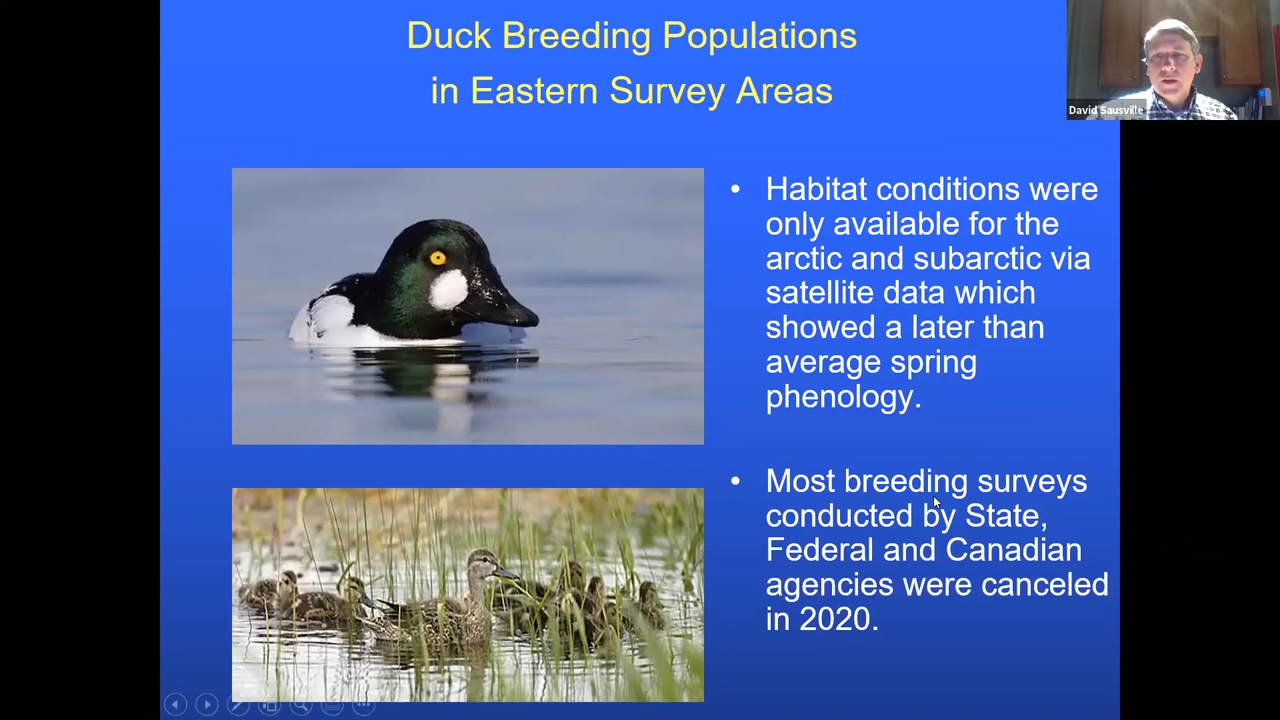 Duck Breeding Populations
in Eastern Survey Areas
David Sausville
• Habitat conditions were
only available for the
arctic and subarctic via
satellite data which
showed a later than
average spring
phenology.
• Most breeding surveys
conducted by State,
Federal and Canadian
agencies were canceled
in 2020.